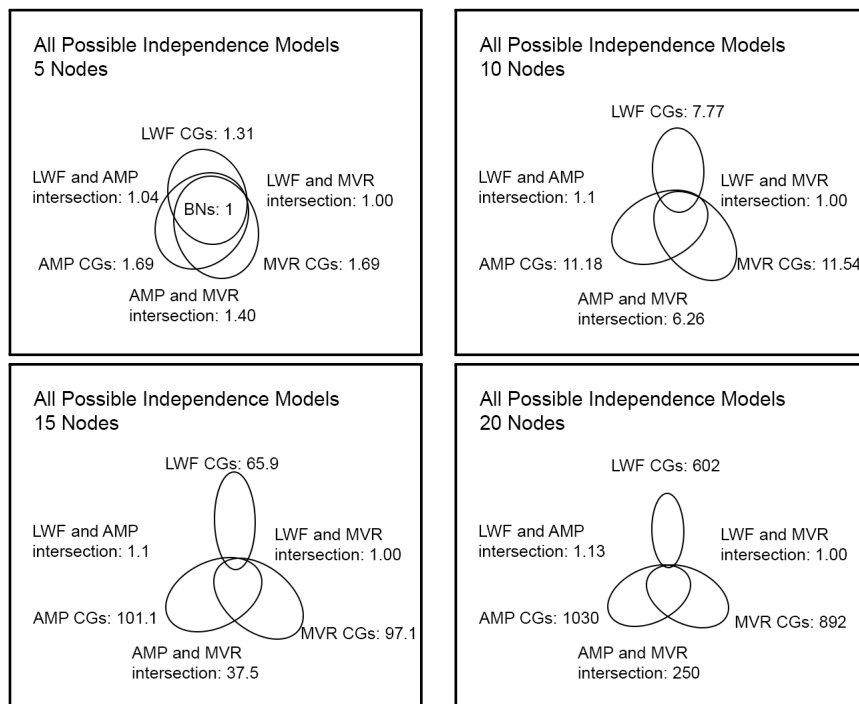 All Possible Independence Models
5 Nodes
LWF CGs: 1.31
LWF and AMP
intersection: 1.04
LWF and MVR
intersection: 1.00
BNs: 1
AMP CGs: 1.69
MVR CGs: 1.69
AMP and MVR
intersection: 1.40
All Possible Independence Models
10 Nodes
LWF CGs: 7.77
LWF and AMP
intersection: 1.1
LWF and MVR
intersection: 1.00
AMP CGs: 11.18
MVR CGs: 11.54
AMP and MVR
intersection: 6.26
All Possible Independence Models
15 Nodes
LWF CGs: 65.9
LWF and AMP
intersection: 1.1
LWF and MVR
intersection: 1.00
AMP CGs: 101.1
MVR CGs: 97.1
AMP and MVR
intersection: 37.5
All Possible Independence Models
20 Nodes
LWF CGs: 602
LWF and AMP
intersection: 1.13
LWF and MVR
intersection: 1.00
AMP CGs: 1030
MVR CGs: 892
AMP and MVR
intersection: 250